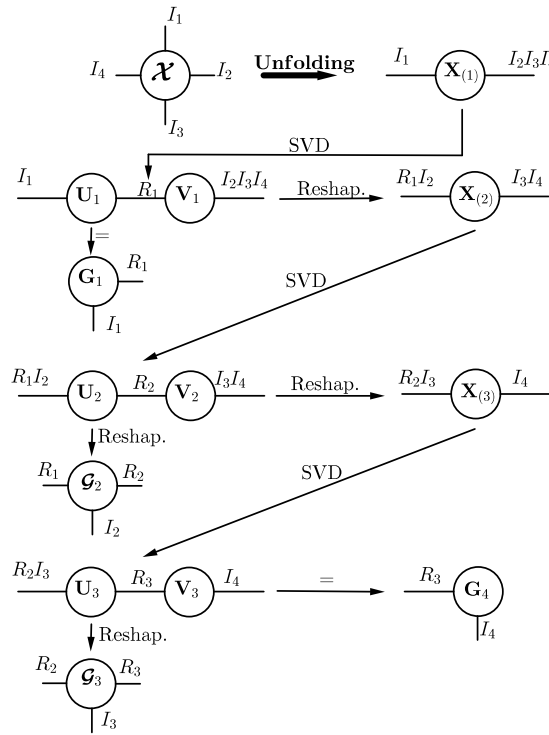 I₁
I₄ 𝓧 I₂ Unfolding I₁ X₍₁₎ I₂I₃I
I₃
SVD
I₁ U₁ R₁ V₁ I₂I₃I₄ Reshap. R₁I₂ X₍₂₎ I₃I₄
=
G₁ R₁
I₁
SVD
R₁I₂ U₂ R₂ V₂ I₃I₄ Reshap. R₂I₃ X₍₃₎ I₄
Reshap.
R₁ 𝓖₂ R₂
I₂
SVD
R₂I₃ U₃ R₃ V₃ I₄ = R₃ G₄
I₄
Reshap.
R₂ 𝓖₃ R₃
I₃